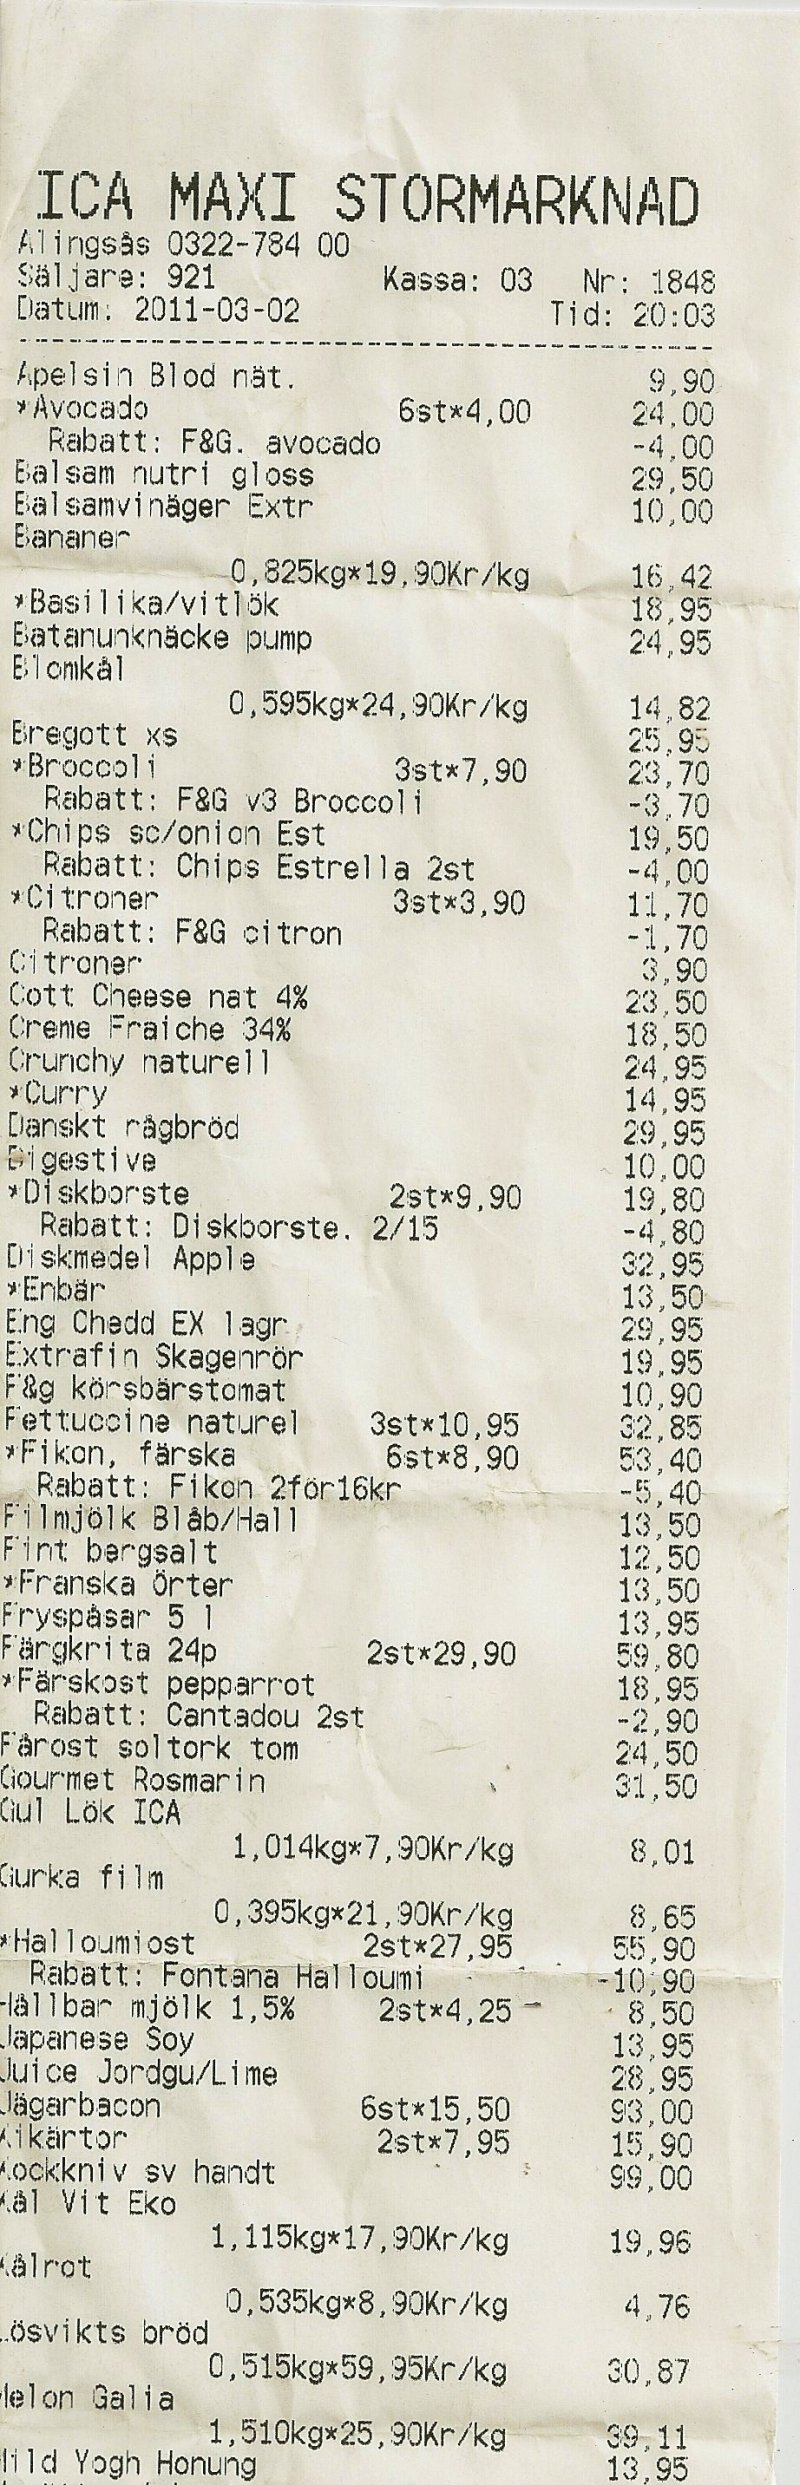 ICA MAXI STORMARKNAD
Alingsås 0322-784 00
Säljare: 921 Kassa: 03 Nr: 1848
Datum: 2011-03-02 Tid: 20:03
Apelsin Blod nät. 9,90
*Avocado 6st*4,00 24,00
Rabatt: F&G. avocado -4,00
Balsam nutri gloss 29,50
Balsamvinäger Extr 10,00
Bananer
0,825kg*19,90Kr/kg 16,42
*Basilika/vitlök 18,95
Batanunknäcke pump 24,95
Blomkål
0,595kg*24,90Kr/kg 14,82
Bregott xs 25,95
*Broccoli 3st*7,90 23,70
Rabatt: F&G v3 Broccoli -3,70
*Chips sc/onion Est 19,50
Rabatt: Chips Estrella 2st -4,00
*Citroner 3st*3,90 11,70
Rabatt: F&G citron -1,70
Citroner 3,90
Cott Cheese nat 4% 23,50
Creme Fraiche 34% 18,50
Crunchy naturell 24,95
*Curry 14,95
Danskt rågbröd 29,95
Digestive 10,00
*Diskborste 2st*9,90 19,80
Rabatt: Diskborste. 2/15 -4,80
Diskmedel Apple 32,95
*Enbär 13,50
Eng Chedd EX lagr 29,95
Extrafin Skagenrör 19,95
F&g körsbärstomat 10,90
Fettuccine naturel 3st*10,95 32,85
*Fikon, färska 6st*8,90 53,40
Rabatt: Fikon 2för16kr -5,40
Filmjölk Blåb/Hall 13,50
Fint bergsalt 12,50
*Franska Örter 13,50
Fryspåsar 5 l 13,95
Färgkrita 24p 2st*29,90 59,80
*Färskost pepparrot 18,95
Rabatt: Cantadou 2st -2,90
Fårost soltork tom 24,50
Gourmet Rosmarin 31,50
Gul Lök ICA
1,014kg*7,90Kr/kg 8,01
Gurka film
0,395kg*21,90Kr/kg 8,65
*Halloumiost 2st*27,95 55,90
Rabatt: Fontana Halloumi -10,90
Hållbar mjölk 1,5% 2st*4,25 8,50
Japanese Soy 13,95
Juice Jordgu/Lime 28,95
Jägarbacon 6st*15,50 93,00
Kikärtor 2st*7,95 15,90
Kockkniv sv handt 99,00
Kål Vit Eko
1,115kg*17,90Kr/kg 19,96
Kålrot
0,535kg*8,90Kr/kg 4,76
Lösvikts bröd
0,515kg*59,95Kr/kg 30,87
Melon Galia
1,510kg*25,90Kr/kg 39,11
Mild Yogh Honung 13,95